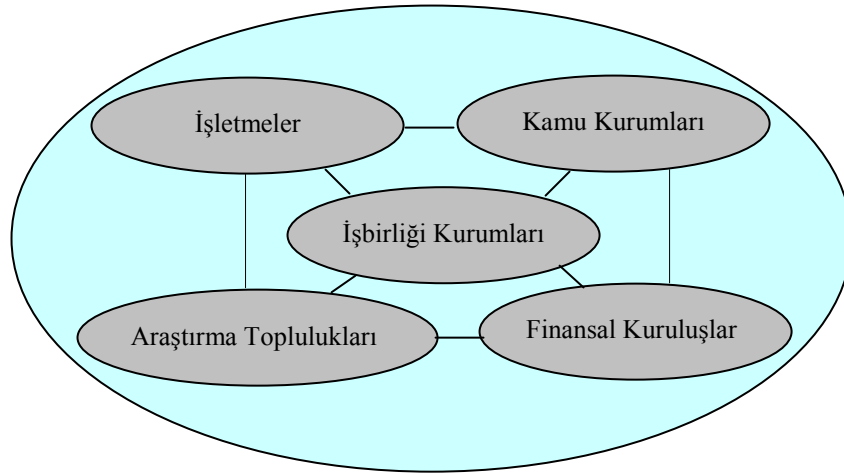 İşletmeler
Kamu Kurumları
İşbirliği Kurumları
Araştırma Toplulukları
Finansal Kuruluşlar